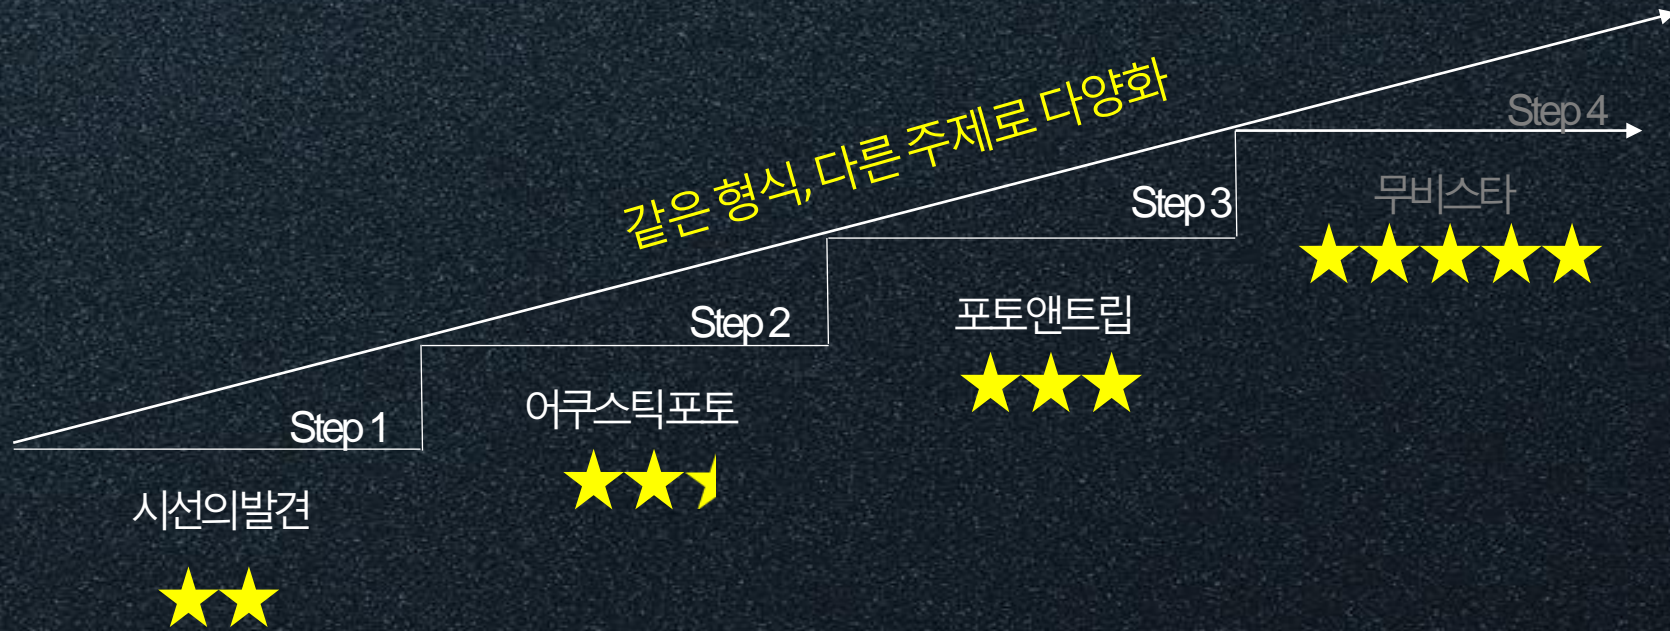 같은 형식, 다른 주제로 다양화
Step 1
시선의발견
Step 2
어쿠스틱포토
Step 3
포토앤트립
Step 4
무비스타